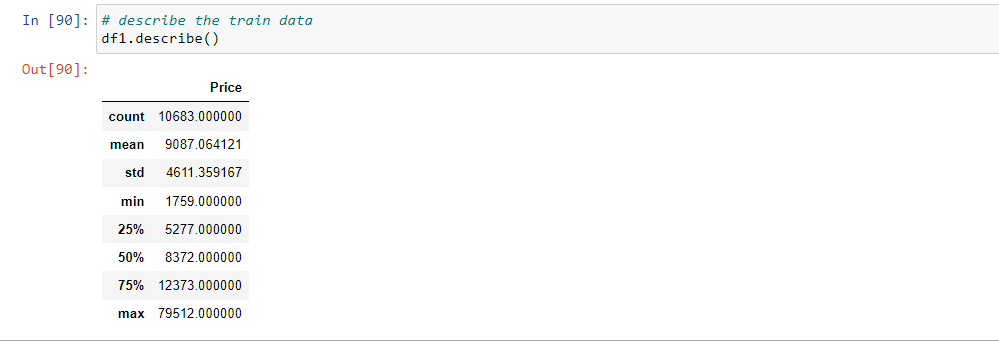 In [90]: # describe the train data
df1.describe()
Out[90]:
Price
count 10683.000000
mean 9087.064121
std 4611.359167
min 1759.000000
25% 5277.000000
50% 8372.000000
75% 12373.000000
max 79512.000000